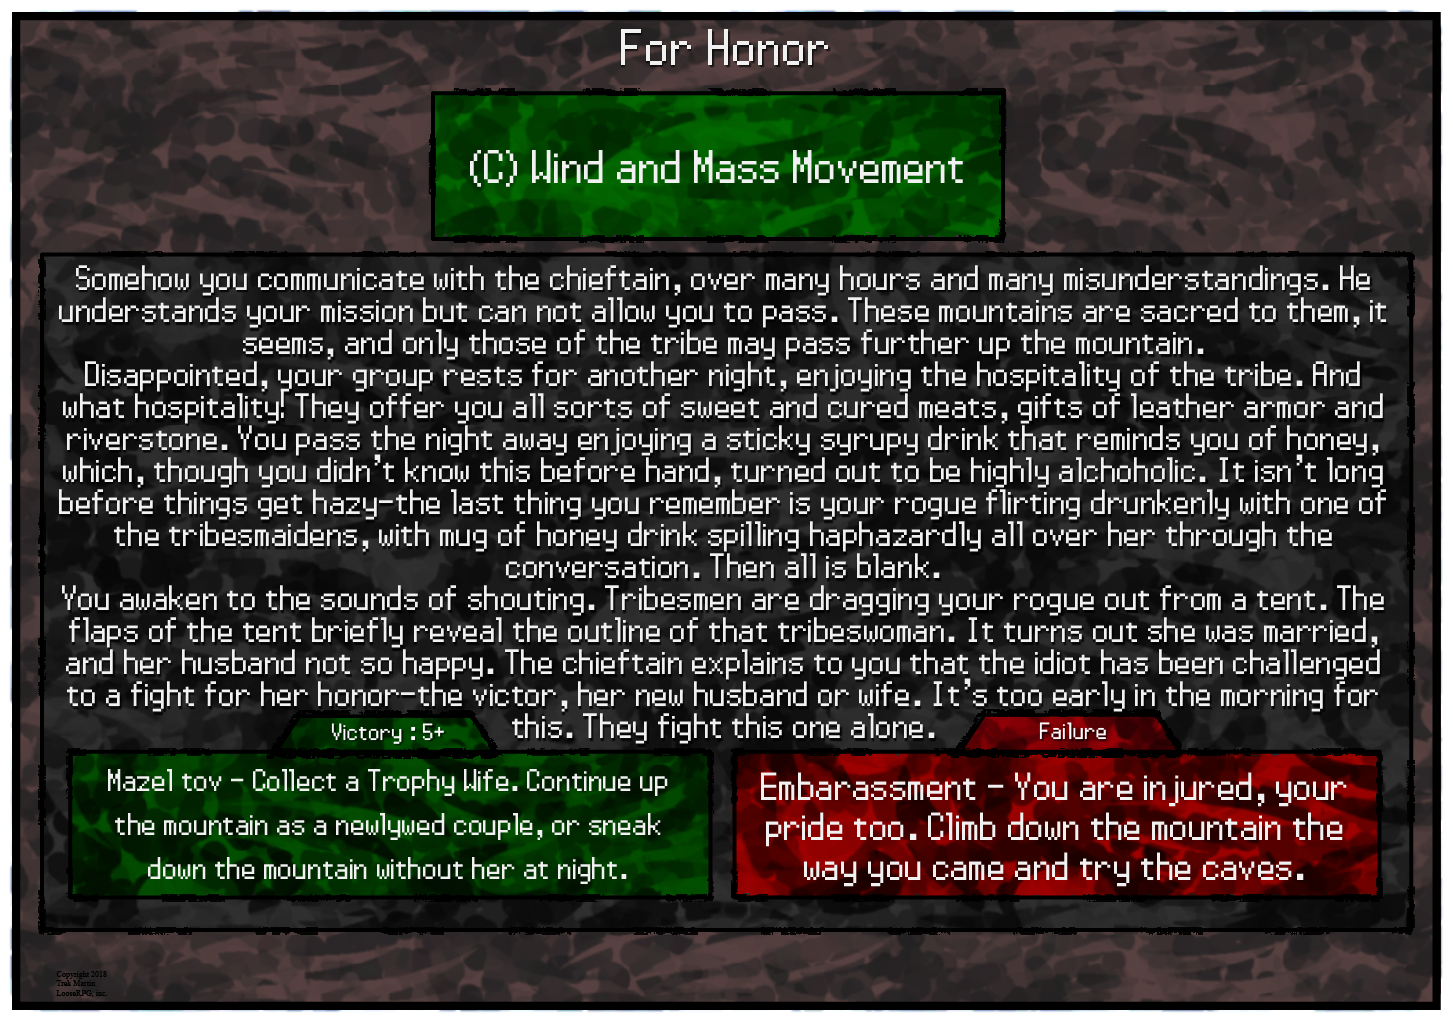 For Honor
(C) Wind and Mass Movement
Somehow you communicate with the chieftain, over many hours and many misunderstandings. He
understands your mission but can not allow you to pass. These mountains are sacred to them, it
seems, and only those of the tribe may pass further up the mountain.
Disappointed, your group rests for another night, enjoying the hospitality of the tribe. And
what hospitality! They offer you all sorts of sweet and cured meats, gifts of leather armor and
riverstone. You pass the night away enjoying a sticky syrupy drink that reminds you of honey,
which, though you didn't know this before hand, turned out to be highly alchoholic. It isn't long
before things get hazy-the last thing you remember is your rogue flirting drunkenly with one of
the tribesmaidens, with mug of honey drink spilling haphazardly all over her through the
conversation. Then all is blank.
You awaken to the sounds of shouting. Tribesmen are dragging your rogue out from a tent. The
flaps of the tent briefly reveal the outline of that tribeswoman. It turns out she was married,
and her husband not so happy. The chieftain explains to you that the idiot has been challenged
to a fight for her honor-the victor, her new husband or wife. It's too early in the morning for
this. They fight this one alone.
Victory : 5+
Mazel tov - Collect a Trophy Wife. Continue up
the mountain as a newlywed couple, or sneak
down the mountain without her at night.
Failure
Embarassment - You are injured, your
pride too. Climb down the mountain the
way you came and try the caves.
Copyright 2018
Trek Martin
LooseRPG, inc.